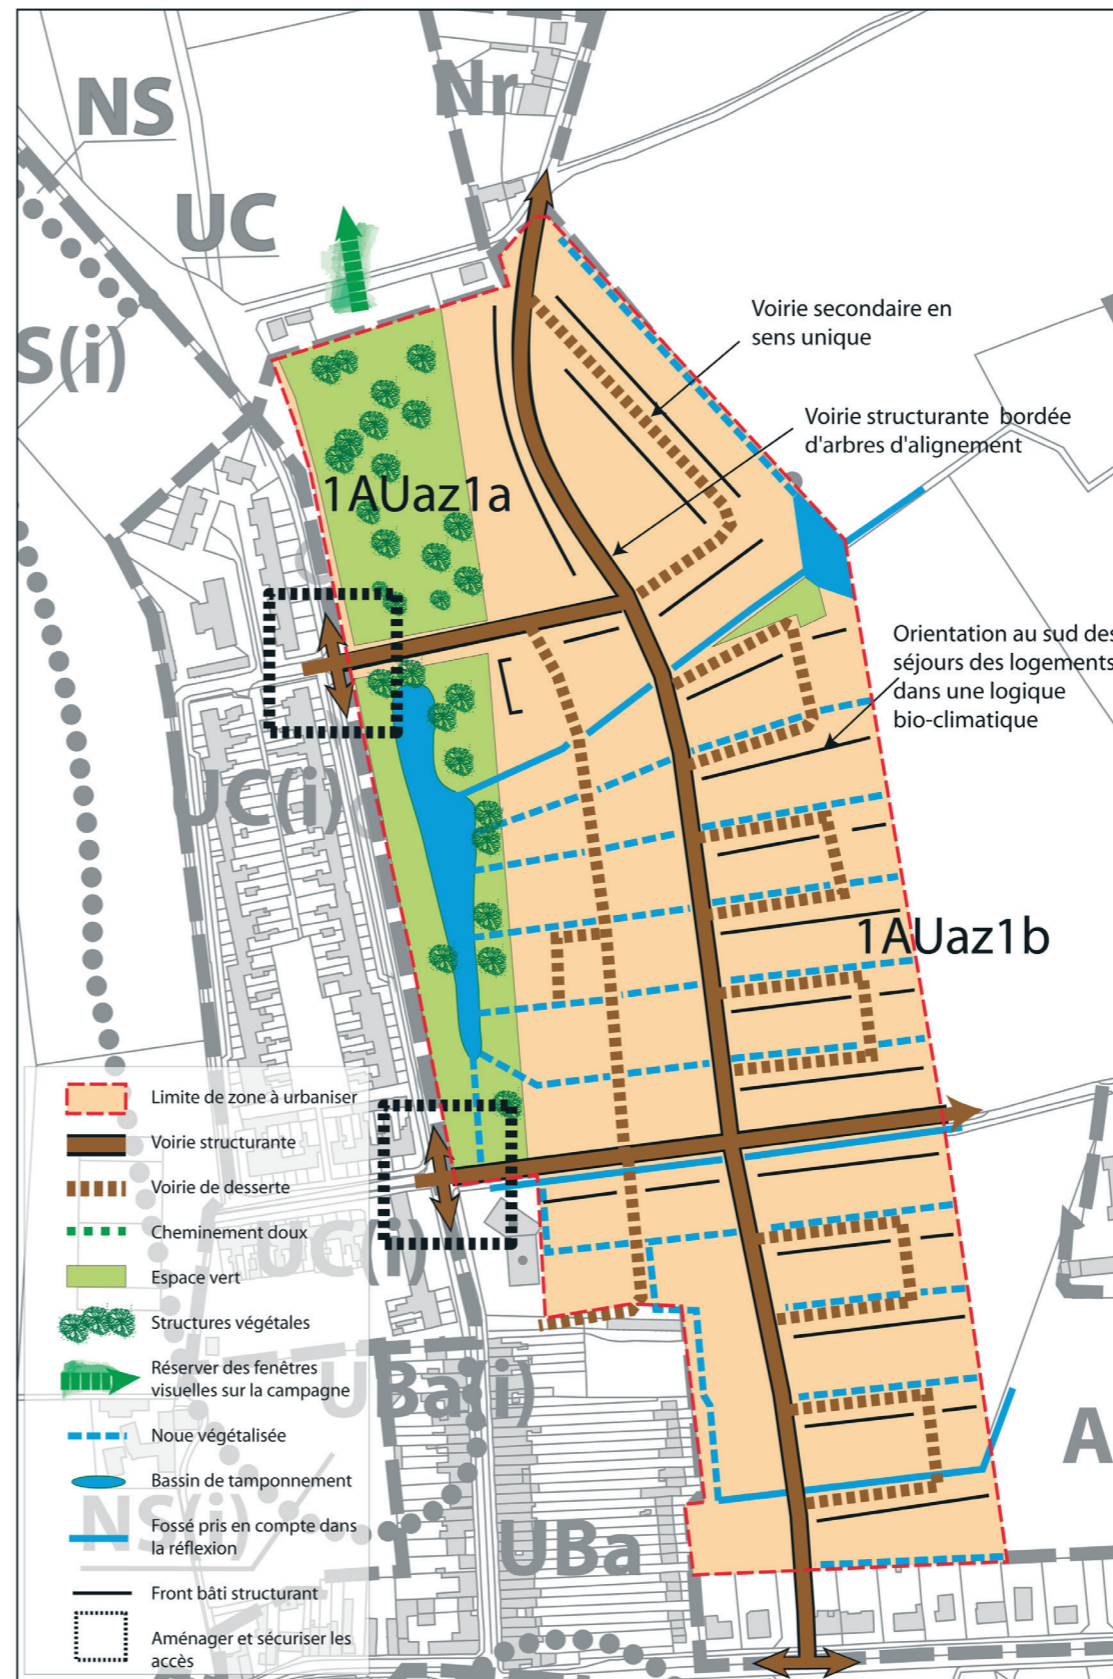 NS
Nr
UC
S(i)
Voirie secondaire en
sens unique
Voirie structurante bordée
d'arbres d'alignement
1AUaz1a
Orientation au sud des
séjours des logements
dans une logique
bio-climatique
UC(i)
1AUaz1b
Limite de zone à urbaniser
Voirie structurante
Voirie de desserte
Cheminement doux
UC(i)
Espace vert
Structures végétales
Réserver des fenêtres
visuelles sur la campagne
UBa(i)
Noue végétalisée
A
Bassin de tamponnement
NS(i)
Fossé pris en compte dans
la réflexion
UBa
Front bâti structurant
Aménager et sécuriser les
accès